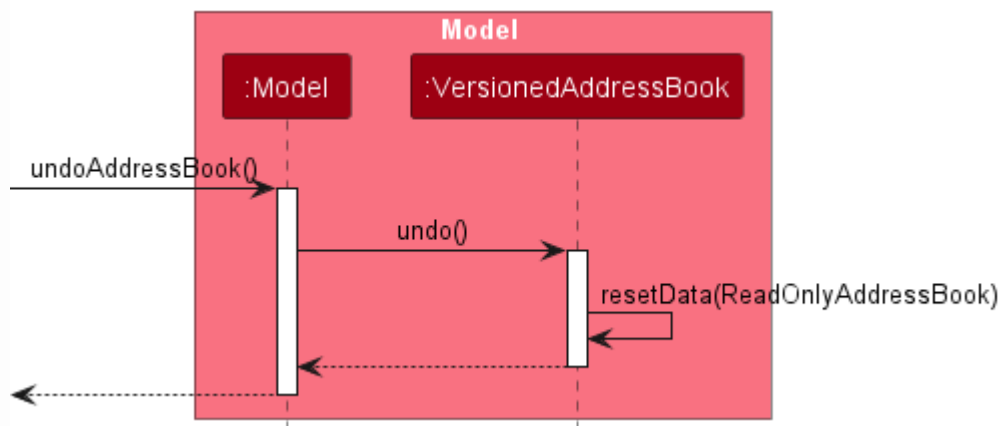 Model
:Model
:VersionedAddressBook
undoAddressBook()
undo()
resetData(ReadOnlyAddressBook)